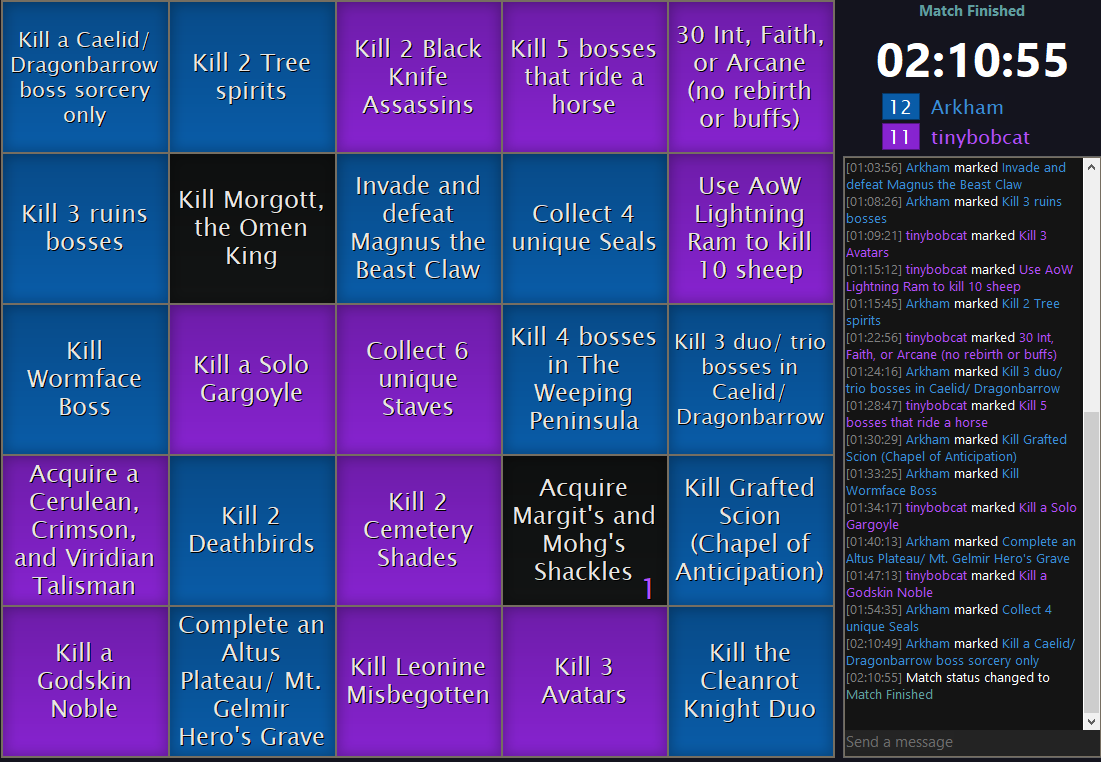 Kill a Caelid/
Dragonbarrow
boss sorcery
only
Kill 2 Tree
spirits
Kill 2 Black
Knife
Assassins
Kill 5 bosses
that ride a
horse
30 Int, Faith,
or Arcane
(no rebirth
or buffs)
Kill 3 ruins
bosses
Kill Morgott,
the Omen
King
Invade and
defeat
Magnus the
Beast Claw
Collect 4
unique Seals
Use AoW
Lightning
Ram to kill
10 sheep
Kill
Wormface
Boss
Kill a Solo
Gargoyle
Collect 6
unique
Staves
Kill 4 bosses
in The
Weeping
Peninsula
Kill 3 duo/ trio
bosses in
Caelid/
Dragonbarrow
Acquire a
Cerulean,
Crimson,
and Viridian
Talisman
Kill 2
Deathbirds
Kill 2
Cemetery
Shades
Acquire
Margit's and
Mohg's
Shackles
1
Kill Grafted
Scion
(Chapel of
Anticipation)
Kill a
Godskin
Noble
Complete an
Altus
Plateau/ Mt.
Gelmir
Hero's Grave
Kill Leonine
Misbegotten
Kill 3
Avatars
Kill the
Cleanrot
Knight Duo
Match Finished
02:10:55
12 Arkham
11 tinybobcat
[01:03:56] Arkham marked Invade and
defeat Magnus the Beast Claw
[01:08:26] Arkham marked Kill 3 ruins
bosses
[01:09:21] tinybobcat marked Kill 3
Avatars
[01:15:12] tinybobcat marked Use AoW
Lightning Ram to kill 10 sheep
[01:15:45] Arkham marked Kill 2 Tree
spirits
[01:22:56] tinybobcat marked 30 Int,
Faith, or Arcane (no rebirth or buffs)
[01:24:16] Arkham marked Kill 3 duo/
trio bosses in Caelid/ Dragonbarrow
[01:28:47] tinybobcat marked Kill 5
bosses that ride a horse
[01:30:29] Arkham marked Kill Grafted
Scion (Chapel of Anticipation)
[01:33:25] Arkham marked Kill
Wormface Boss
[01:34:17] tinybobcat marked Kill a Solo
Gargoyle
[01:40:13] Arkham marked Complete an
Altus Plateau/ Mt. Gelmir Hero's Grave
[01:47:13] tinybobcat marked Kill a
Godskin Noble
[01:54:35] Arkham marked Collect 4
unique Seals
[02:10:49] Arkham marked Kill a Caelid/
Dragonbarrow boss sorcery only
[02:10:55] Match status changed to
Match Finished
Send a message